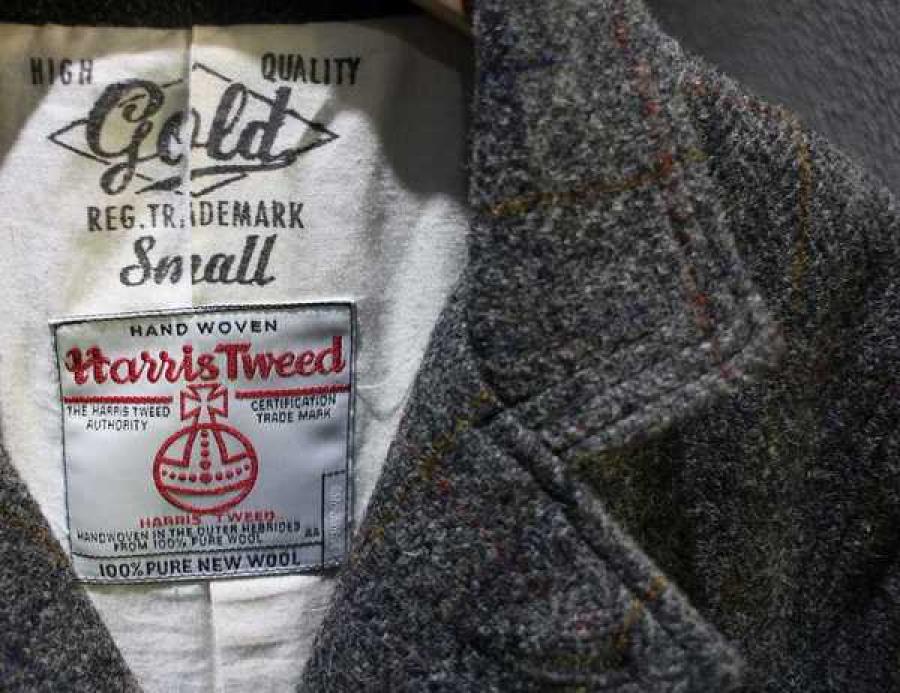 HIGH QUALITY
Gold
REG. TRADEMARK
Small
HAND WOVEN
Harris Tweed
THE HARRIS TWEED
AUTHORITY
CERTIFICATION
TRADE MARK
HARRIS TWEED
HANDWOVEN IN THE OUTER HEBRIDES
FROM 100% PURE WOOL
AA
100% PURE NEW WOOL